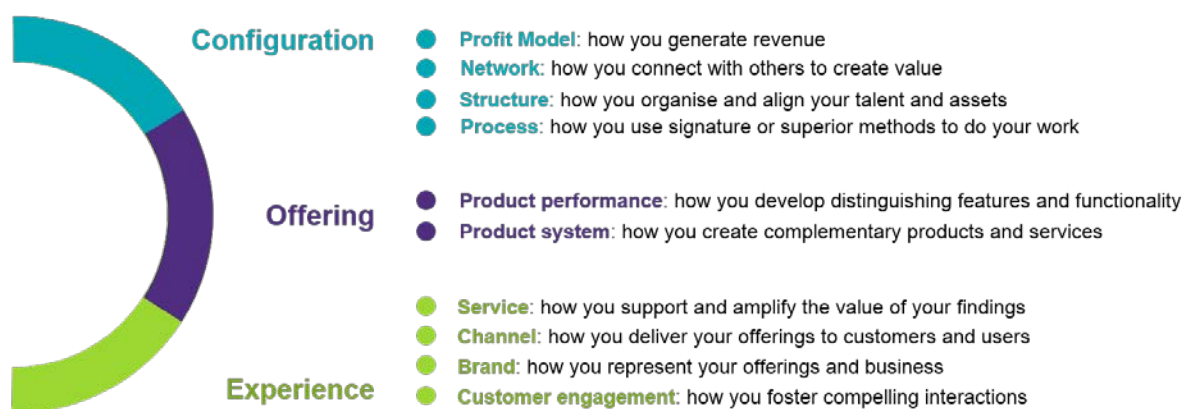 Configuration
Profit Model: how you generate revenue
Network: how you connect with others to create value
Structure: how you organise and align your talent and assets
Process: how you use signature or superior methods to do your work
Offering
Product performance: how you develop distinguishing features and functionality
Product system: how you create complementary products and services
Service: how you support and amplify the value of your findings
Channel: how you deliver your offerings to customers and users
Brand: how you represent your offerings and business
Experience
Customer engagement: how you foster compelling interactions